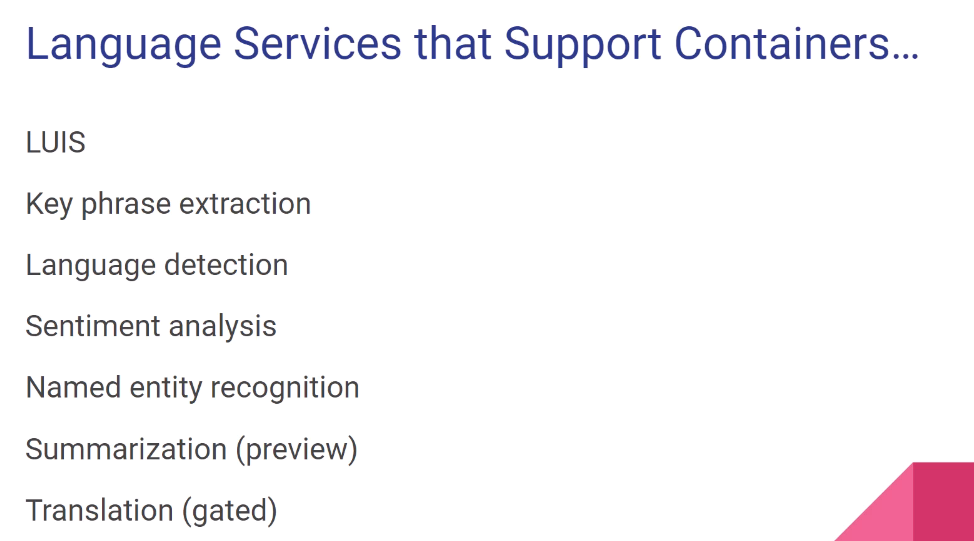 Language Services that Support Containers...
LUIS
Key phrase extraction
Language detection
Sentiment analysis
Named entity recognition
Summarization (preview)
Translation (gated)